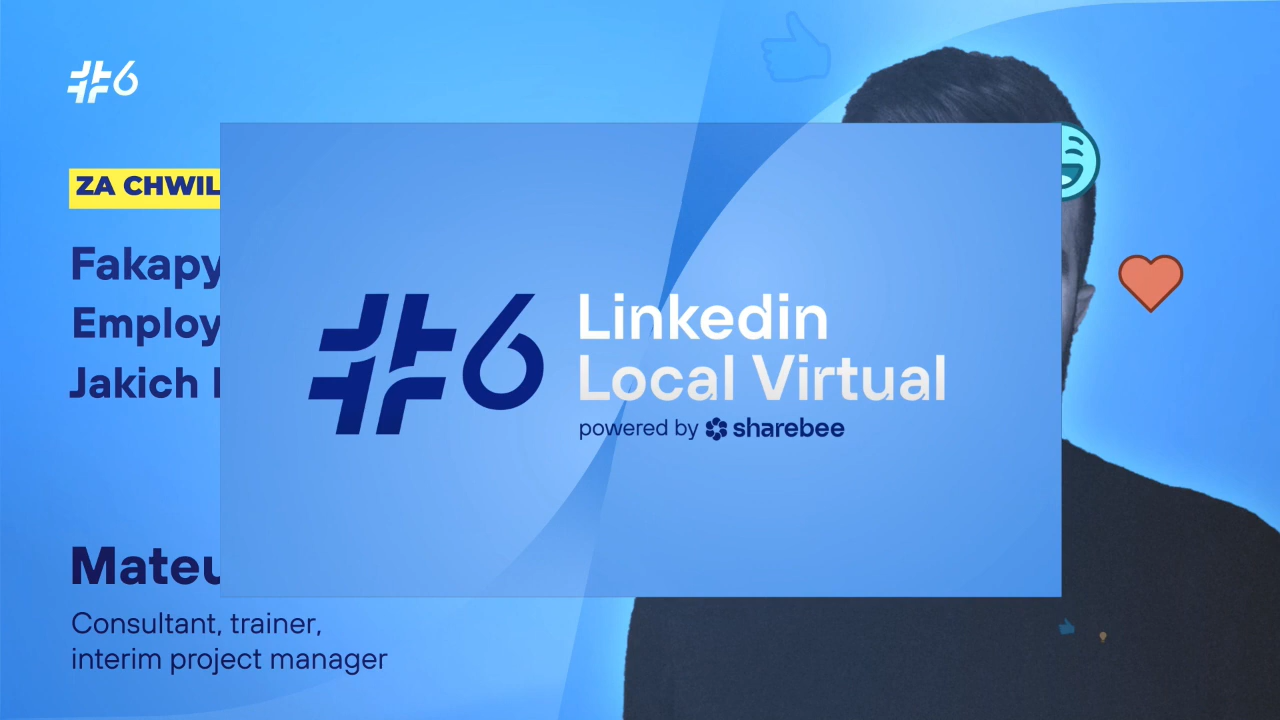 #6
ZA CHWIL
Fakapy
Employ
Jakich
#6
Linkedin
Local Virtual
powered by sharebee
Mateu
Consultant, trainer,
interim project manager